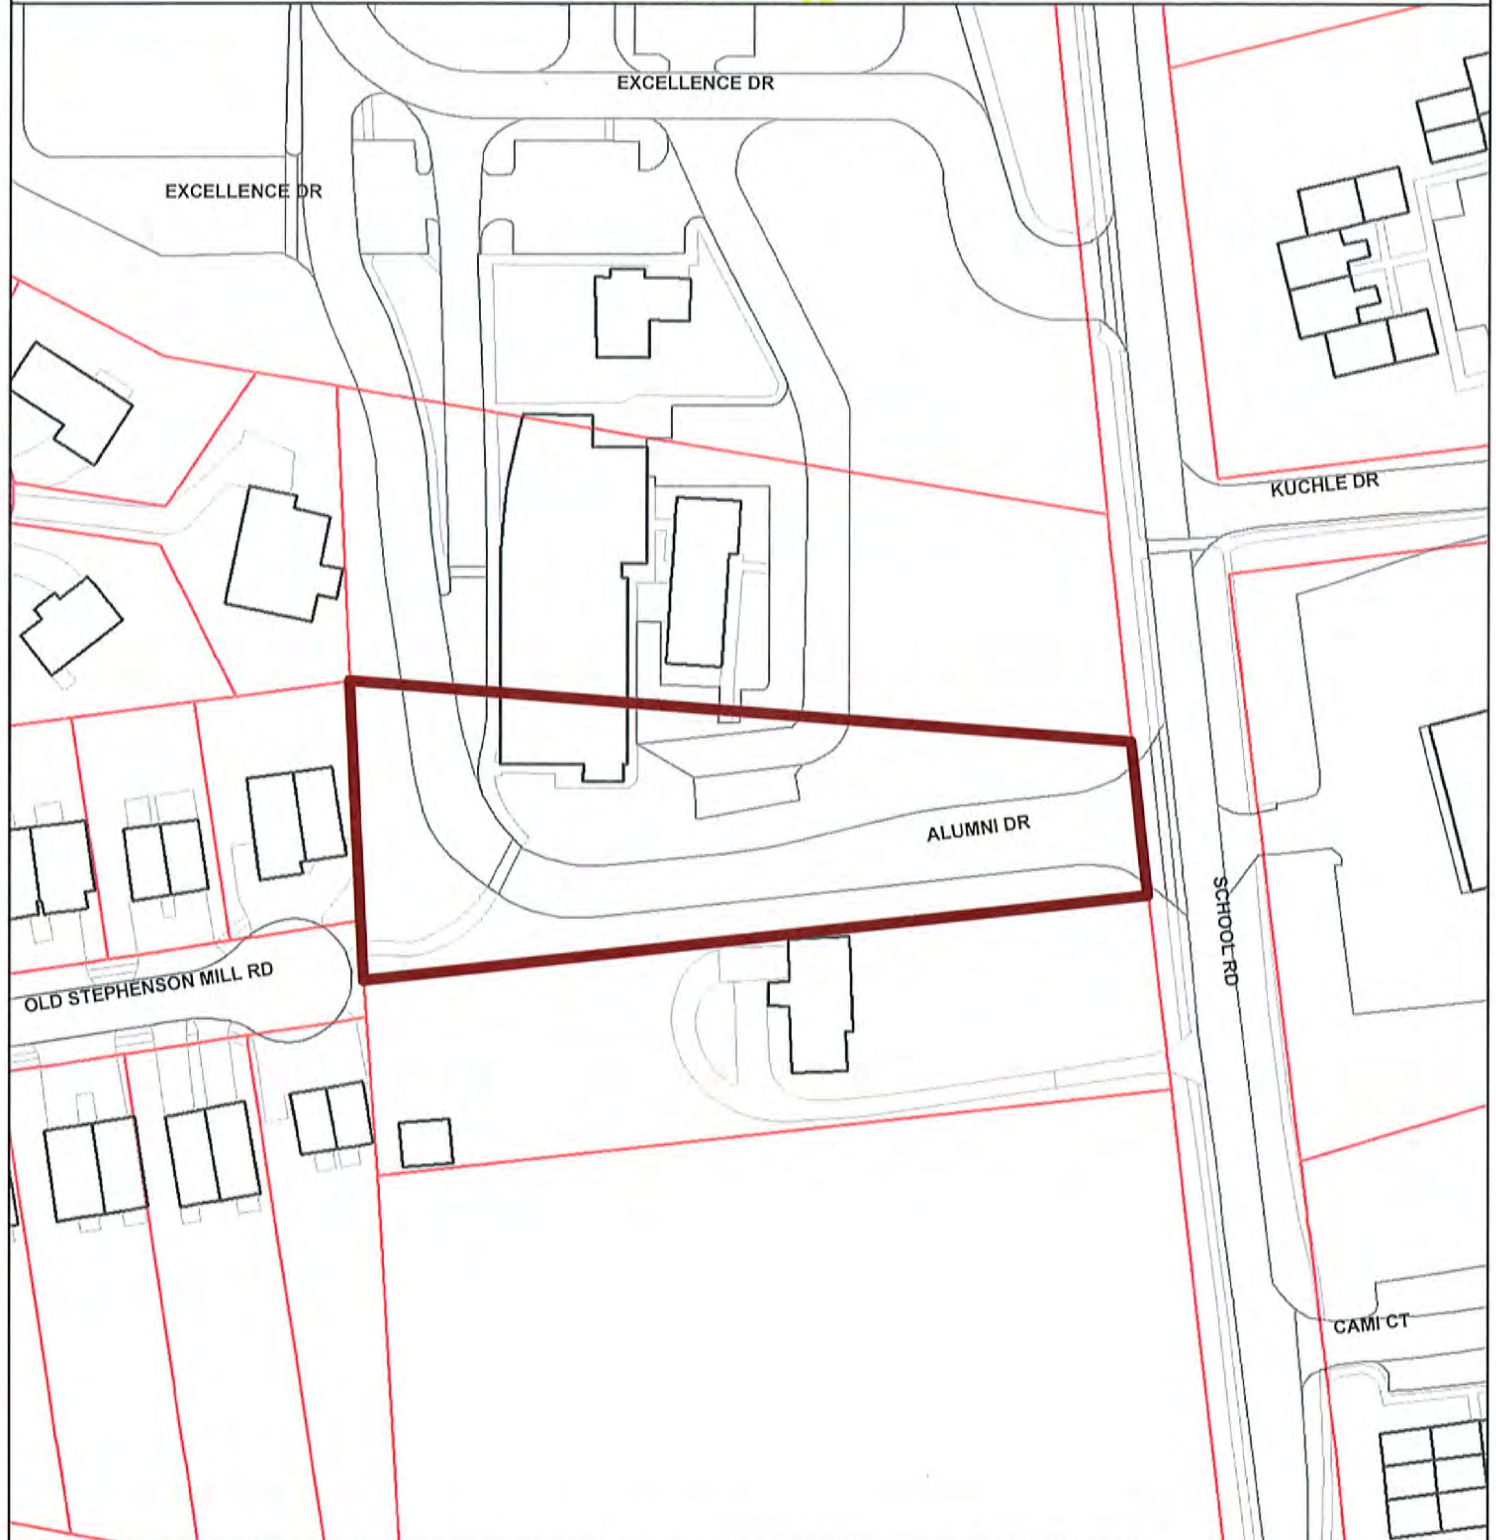 EXCELLENCE DR
EXCELLENCE DR
KUCHLE DR
ALUMNI DR
SCHOOL RD
OLD STEPHENSON MILL RD
CAMI CT